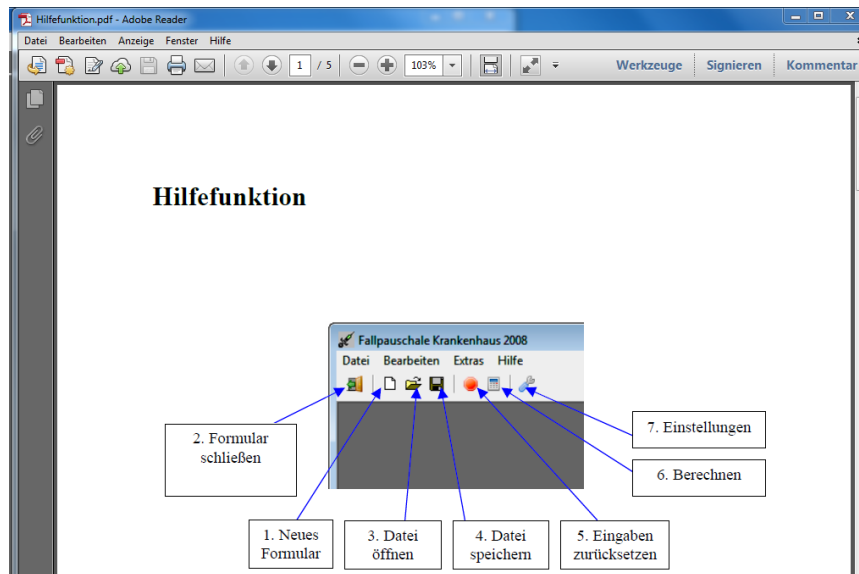 Hilfefunktion.pdf - Adobe Reader
Datei Bearbeiten Anzeige Fenster Hilfe
1 / 5 103% Werkzeuge Signieren Kommentar
Hilfefunktion
Fallpauschale Krankenhaus 2008
Datei Bearbeiten Extras Hilfe
2. Formular
schließen
7. Einstellungen
6. Berechnen
1. Neues
Formular
3. Datei
öffnen
4. Datei
speichern
5. Eingaben
zurücksetzen